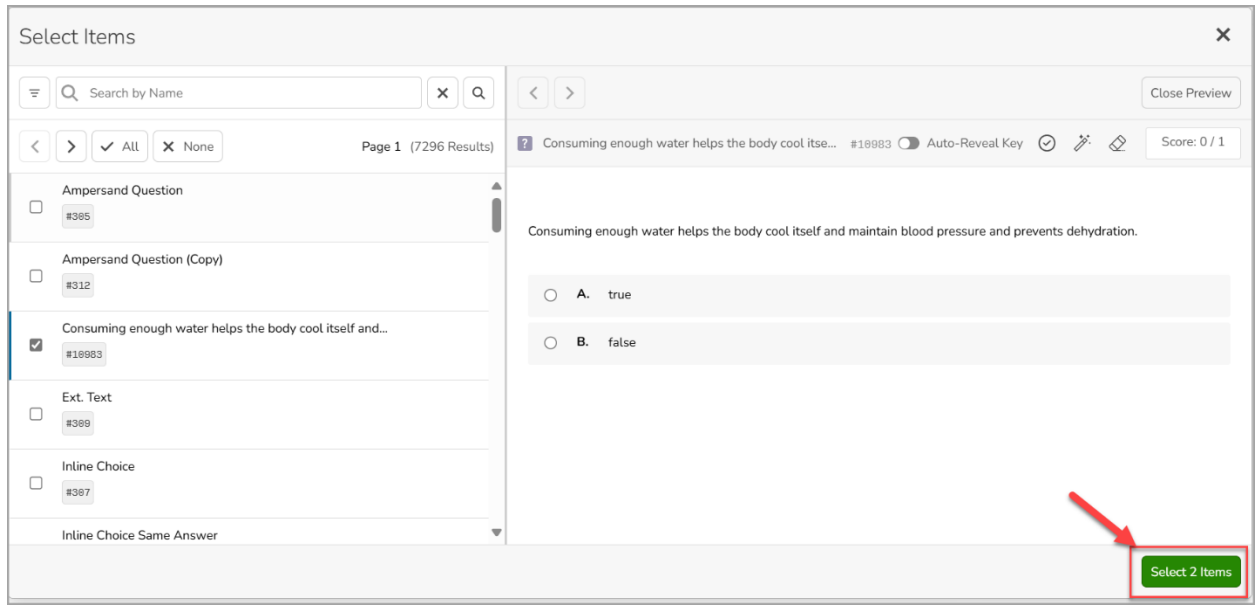 Select Items
Search by Name
Close Preview
All
None
Page 1 (7296 Results)
Consuming enough water helps the body cool itse... #10983 Auto-Reveal Key Score: 0 / 1
Ampersand Question
#305
Ampersand Question (Copy)
#312
Consuming enough water helps the body cool itself and...
#10983
Ext. Text
#309
Inline Choice
#307
Inline Choice Same Answer
Consuming enough water helps the body cool itself and maintain blood pressure and prevents dehydration.
A. true
B. false
Select 2 Items